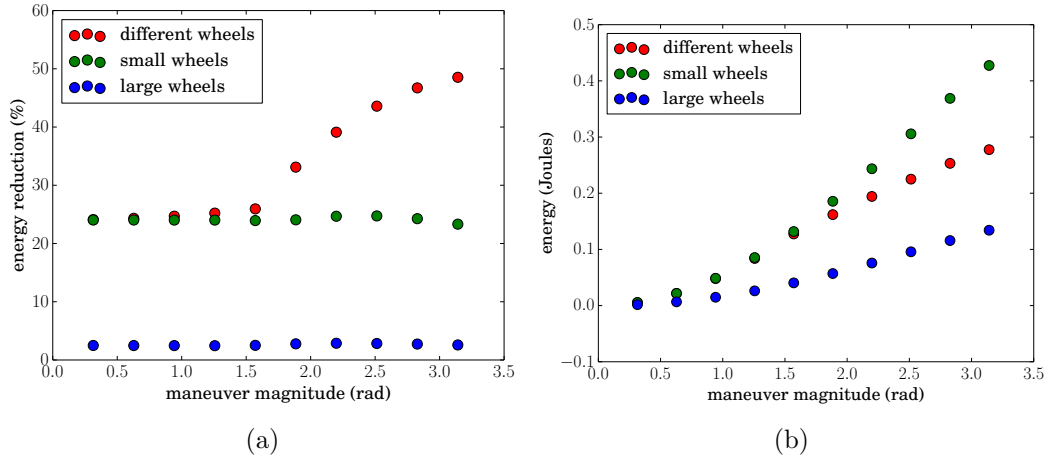 60
50
40
30
20
10
0
energy reduction (%)
different wheels
small wheels
large wheels
0.0 0.5 1.0 1.5 2.0 2.5 3.0 3.5
maneuver magnitude (rad)
(a)
0.5
0.4
0.3
0.2
0.1
0.0
−0.1
energy (Joules)
different wheels
small wheels
large wheels
0.0 0.5 1.0 1.5 2.0 2.5 3.0 3.5
maneuver magnitude (rad)
(b)